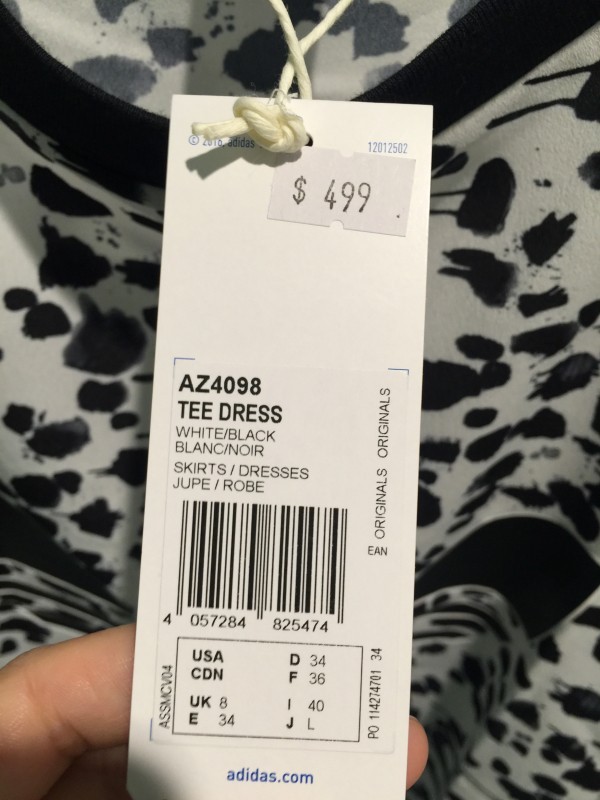 © 2016, adidas
12012502
$ 499 .
AZ4098
TEE DRESS
WHITE/BLACK
BLANC/NOIR
SKIRTS / DRESSES
JUPE / ROBE
ORIGINALS ORIGINALS
EAN
4 057284 825474
USA D 34
CDN F 36
UK 8 I 40
E 34 J L
ASSMCV04
PO 114274701 34
adidas.com